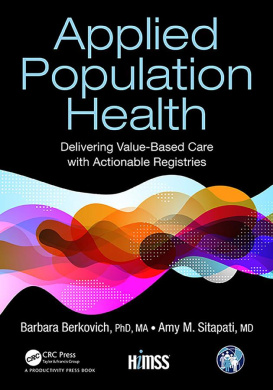 Applied
Population
Health
Delivering Value-Based Care
with Actionable Registries
Barbara Berkovich, PhD, MA • Amy M. Sitapati, MD
CRC CRC Press
Taylor & Francis Group
A PRODUCTIVITY PRESS BOOK
HiMSS